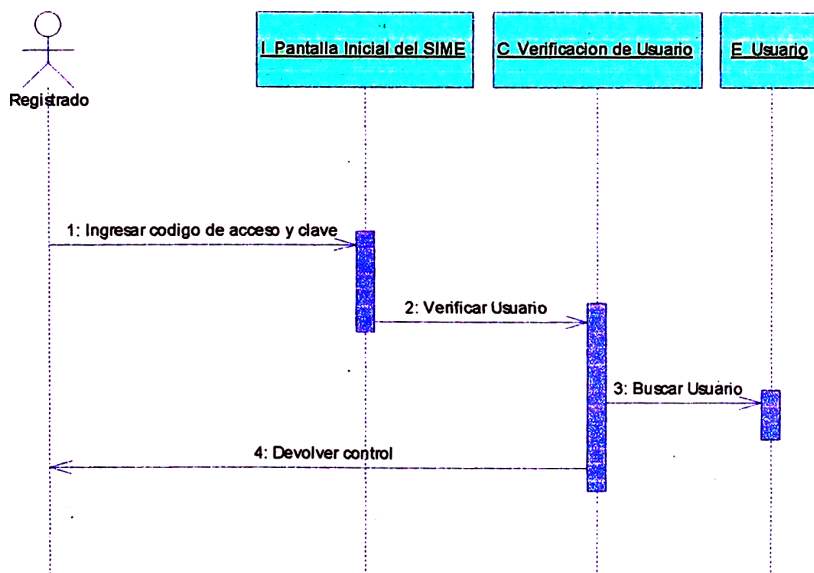 I Pantalla Inicial del SIME
C Verificacion de Usuario
E Usuario
Registrado
1: Ingresar codigo de acceso y clave
2: Verificar Usuario
3: Buscar Usuario
4: Devolver control